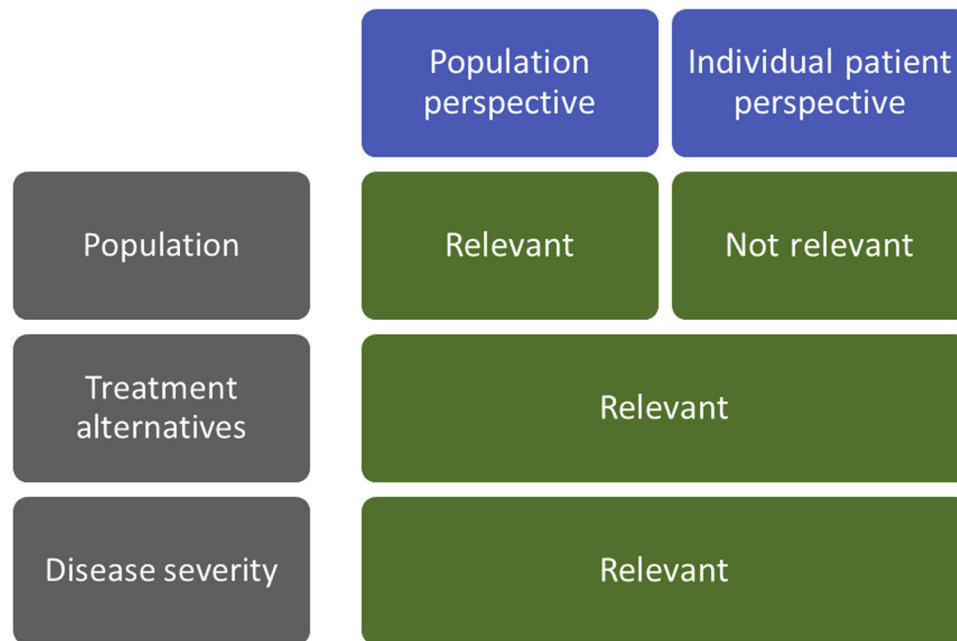 Population
perspective
Individual patient
perspective
Population
Relevant
Not relevant
Treatment
alternatives
Relevant
Disease severity
Relevant